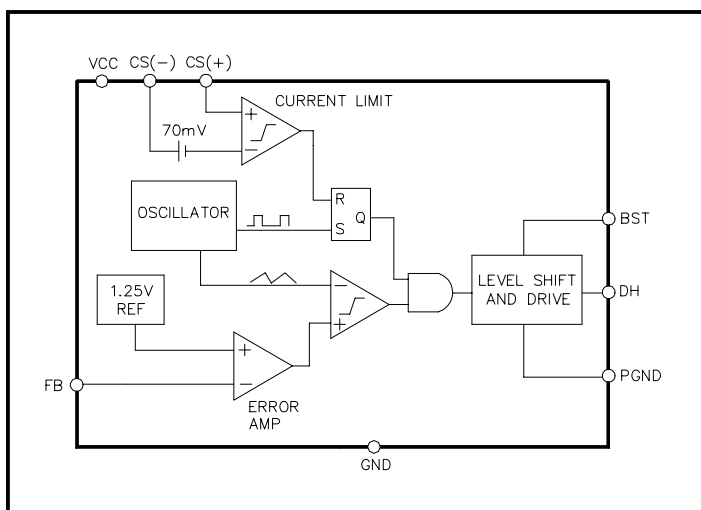 VCC CS(-) CS(+)
CURRENT LIMIT
+
70mV
-
OSCILLATOR
R
Q
S
BST
LEVEL SHIFT
AND DRIVE
DH
1.25V
REF
-
+
+
FB
-
PGND
ERROR
AMP
GND